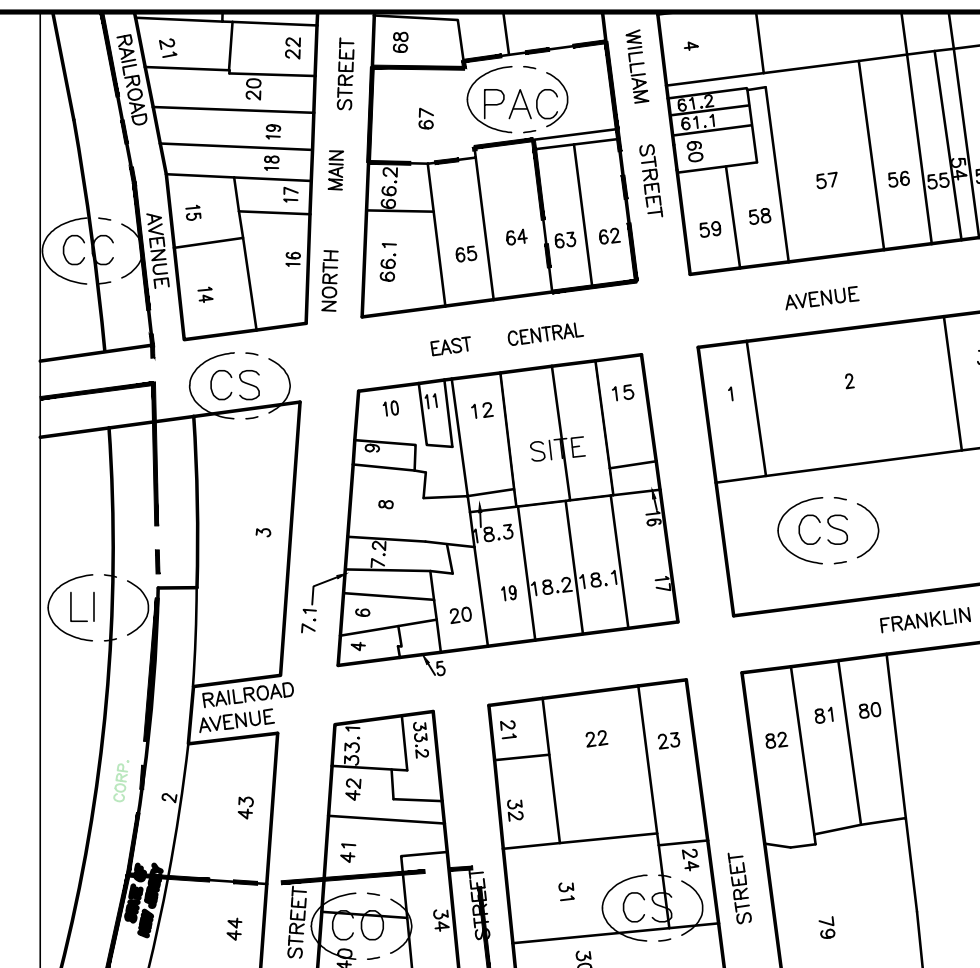 21
22
68
4
RAILROAD
STREET
WILLIAM
20
PAC
67
61.2
61.1
60
19
18
MAIN
STREET
17
66.2
57
56
55
54
15
AVENUE
16
NORTH
66.1
65
64
63
62
59
58
CC
14
AVENUE
EAST CENTRAL
CS
10
11
12
15
1
2
SITE
9
8
3
18.3
16
CS
7.2
LI
7.1
6
20
19
18.2
18.1
17
4
5
FRANKLIN
RAILROAD
AVENUE
33.1
33.2
21
22
23
82
81
80
CORP.
2
43
42
32
41
24
44
STREET
CO
34
STREET
31
CS
STREET
79
40
30